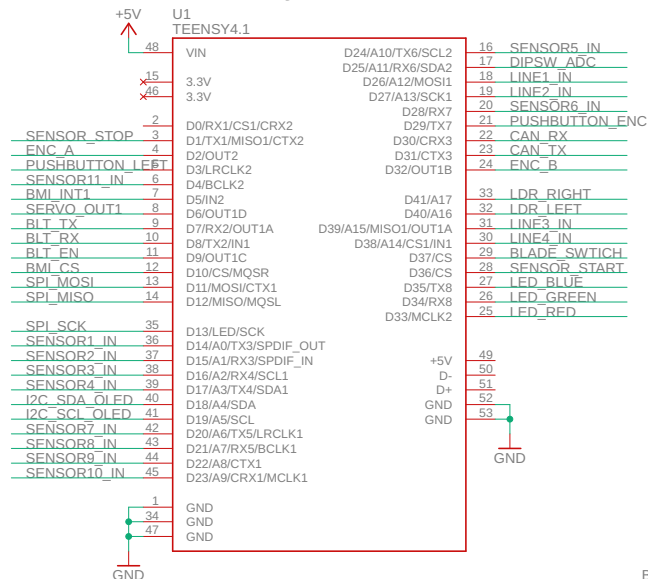 +5V
U1
TEENSY4.1
48 VIN
15 3.3V
46 3.3V
2 D0/RX1/CS1/CRX2
SENSOR_STOP 3 D1/TX1/MISO1/CTX2
ENC_A 4 D2/OUT2
PUSHBUTTON_LEFT 5 D3/LRCLK2
SENSOR11_IN 6 D4/BCLK2
BMI_INT1 7 D5/IN2
SERVO_OUT1 8 D6/OUT1D
BLT_TX 9 D7/RX2/OUT1A
BLT_RX 10 D8/TX2/IN1
BLT_EN 11 D9/OUT1C
BMI_CS 12 D10/CS/MQSR
SPI_MOSI 13 D11/MOSI/CTX1
SPI_MISO 14 D12/MISO/MQSL
SPI_SCK 35 D13/LED/SCK
SENSOR1_IN 36 D14/A0/TX3/SPDIF_OUT
SENSOR2_IN 37 D15/A1/RX3/SPDIF_IN
SENSOR3_IN 38 D16/A2/RX4/SCL1
SENSOR4_IN 39 D17/A3/TX4/SDA1
I2C_SDA_OLED 40 D18/A4/SDA
I2C_SCL_OLED 41 D19/A5/SCL
SENSOR7_IN 42 D20/A6/TX5/LRCLK1
SENSOR8_IN 43 D21/A7/RX5/BCLK1
SENSOR9_IN 44 D22/A8/CTX1
SENSOR10_IN 45 D23/A9/CRX1/MCLK1
1 GND
34 GND
47 GND
GND
D24/A10/TX6/SCL2 16 SENSOR5_IN
D25/A11/RX6/SDA2 17 DIPSW_ADC
D26/A12/MOSI1 18 LINE1_IN
D27/A13/SCK1 19 LINE2_IN
D28/RX7 20 SENSOR6_IN
D29/TX7 21 PUSHBUTTON_ENC
D30/CRX3 22 CAN_RX
D31/CTX3 23 CAN_TX
D32/OUT1B 24 ENC_B
D41/A17 33 LDR_RIGHT
D40/A16 32 LDR_LEFT
D39/A15/MISO1/OUT1A 31 LINE3_IN
D38/A14/CS1/IN1 30 LINE4_IN
D37/CS 29 BLADE_SWTICH
D36/CS 28 SENSOR_START
D35/TX8 27 LED_BLUE
D34/RX8 26 LED_GREEN
D33/MCLK2 25 LED_RED
+5V 49
D- 50
D+ 51
GND 52
GND 53
GND